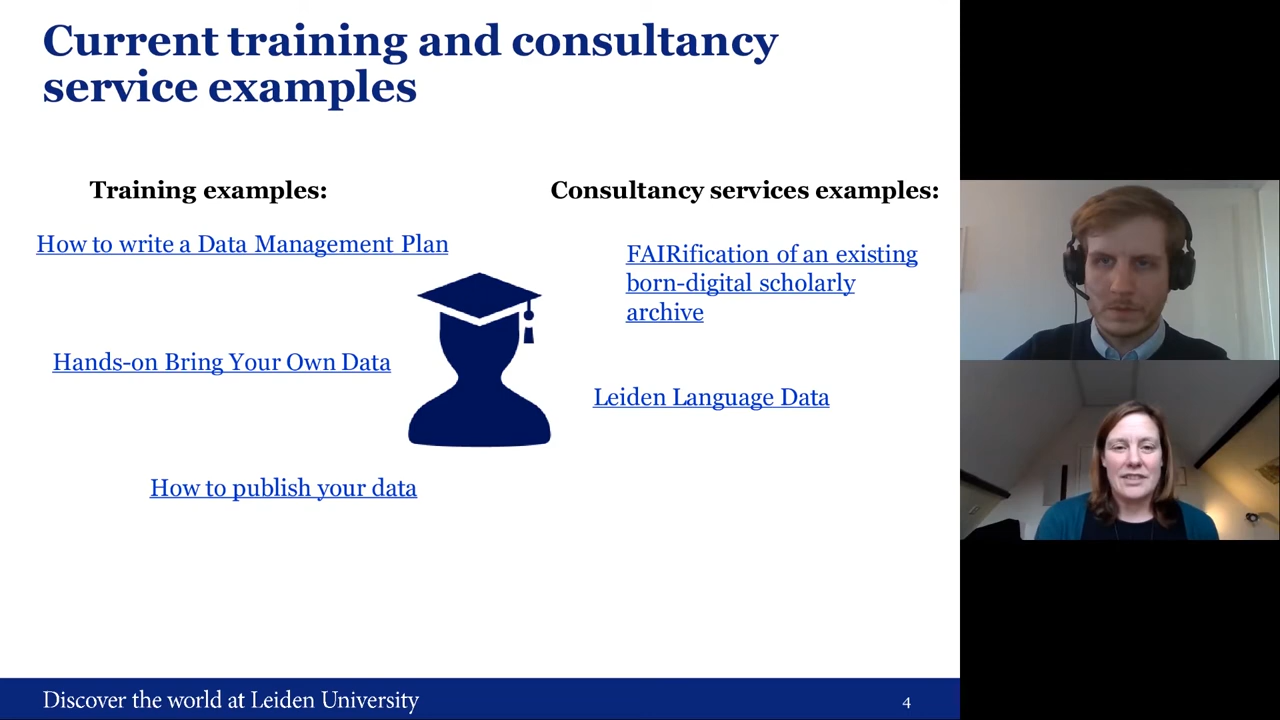 Current training and consultancy
service examples
Training examples:
How to write a Data Management Plan
Hands-on Bring Your Own Data
How to publish your data
Consultancy services examples:
FAIRification of an existing
born-digital scholarly
archive
Leiden Language Data
Discover the world at Leiden University
4